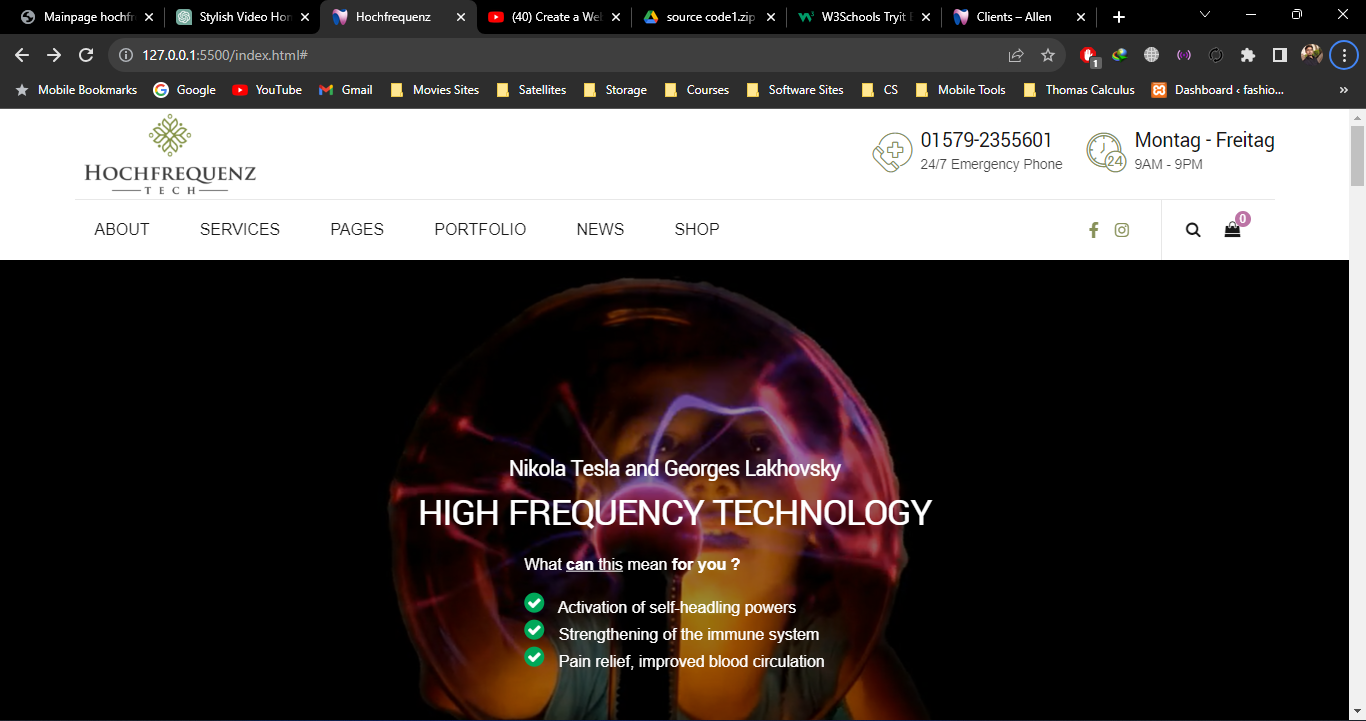 Mainpage hochfr
Stylish Video Hom
Hochfrequenz
(40) Create a Web
source code1.zip
W3Schools Tryit E
Clients – Allen
127.0.0.1:5500/index.html#
1
Mobile Bookmarks
Google
YouTube
Gmail
Movies Sites
Satellites
Storage
Courses
Software Sites
CS
Mobile Tools
Thomas Calculus
Dashboard ‹ fashio...
»
HOCHFREQUENZ
TECH
01579-2355601
24/7 Emergency Phone
24
Montag - Freitag
9AM - 9PM
ABOUT
SERVICES
PAGES
PORTFOLIO
NEWS
SHOP
0
Nikola Tesla and Georges Lakhovsky
HIGH FREQUENCY TECHNOLOGY
What can this mean for you ?
Activation of self-headling powers
Strengthening of the immune system
Pain relief, improved blood circulation